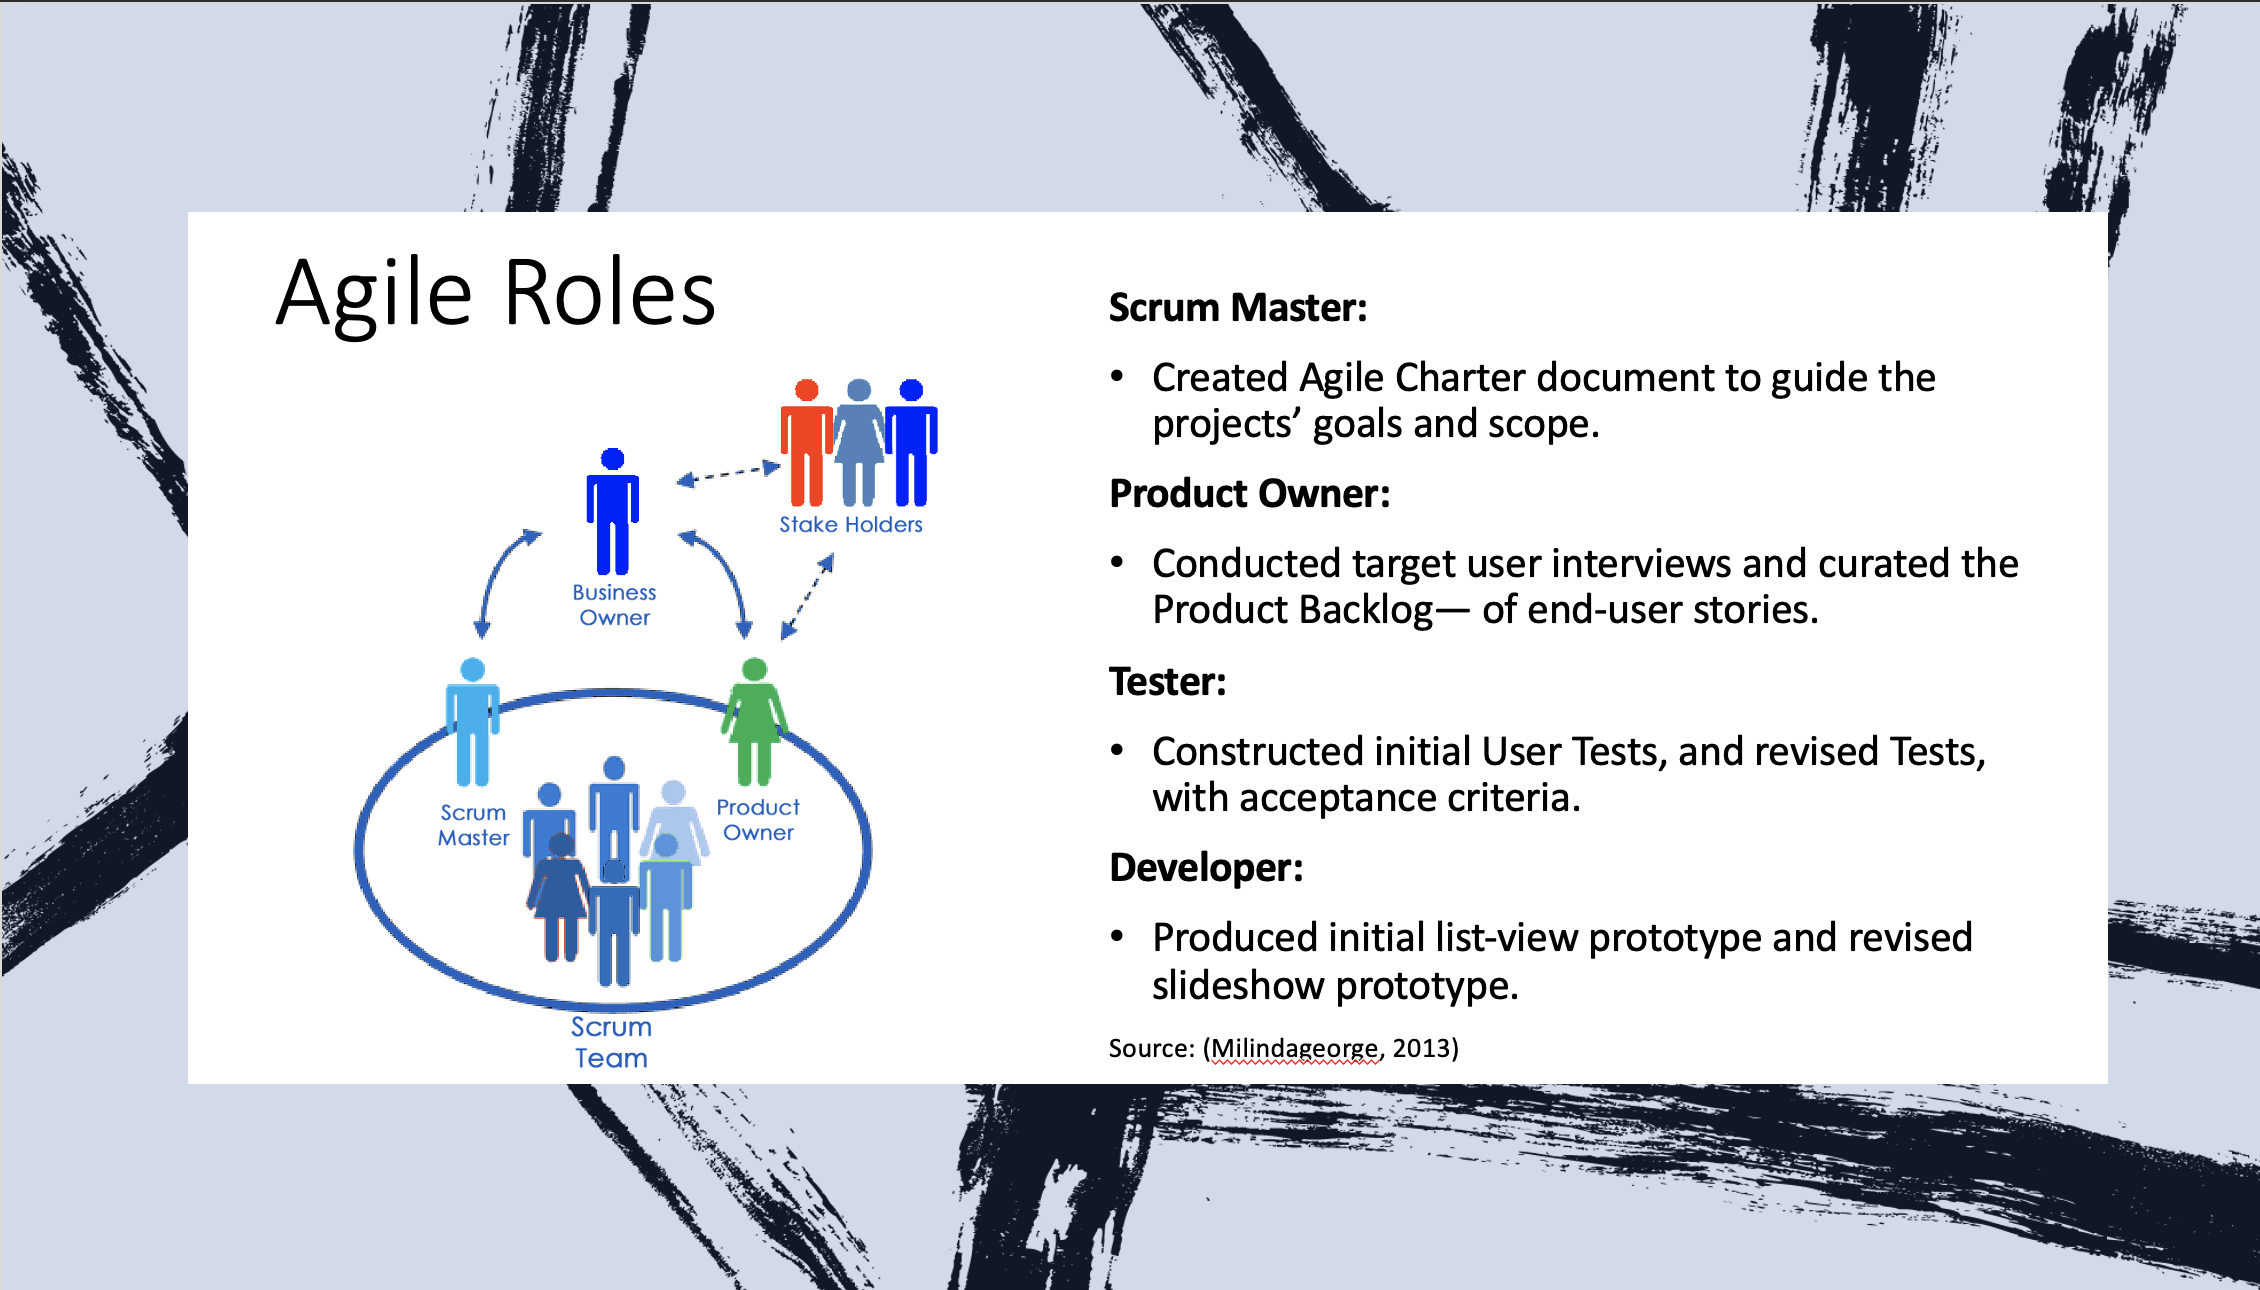 Agile Roles
Stake Holders
Business
Owner
Scrum
Master
Product
Owner
Scrum
Team
Scrum Master:
• Created Agile Charter document to guide the
projects’ goals and scope.
Product Owner:
• Conducted target user interviews and curated the
Product Backlog— of end-user stories.
Tester:
• Constructed initial User Tests, and revised Tests,
with acceptance criteria.
Developer:
• Produced initial list-view prototype and revised
slideshow prototype.
Source: (Milindageorge, 2013)